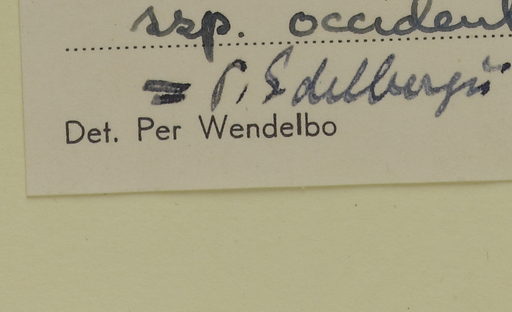 ssp. occident
= P. Edelbergii
Det. Per Wendelbo